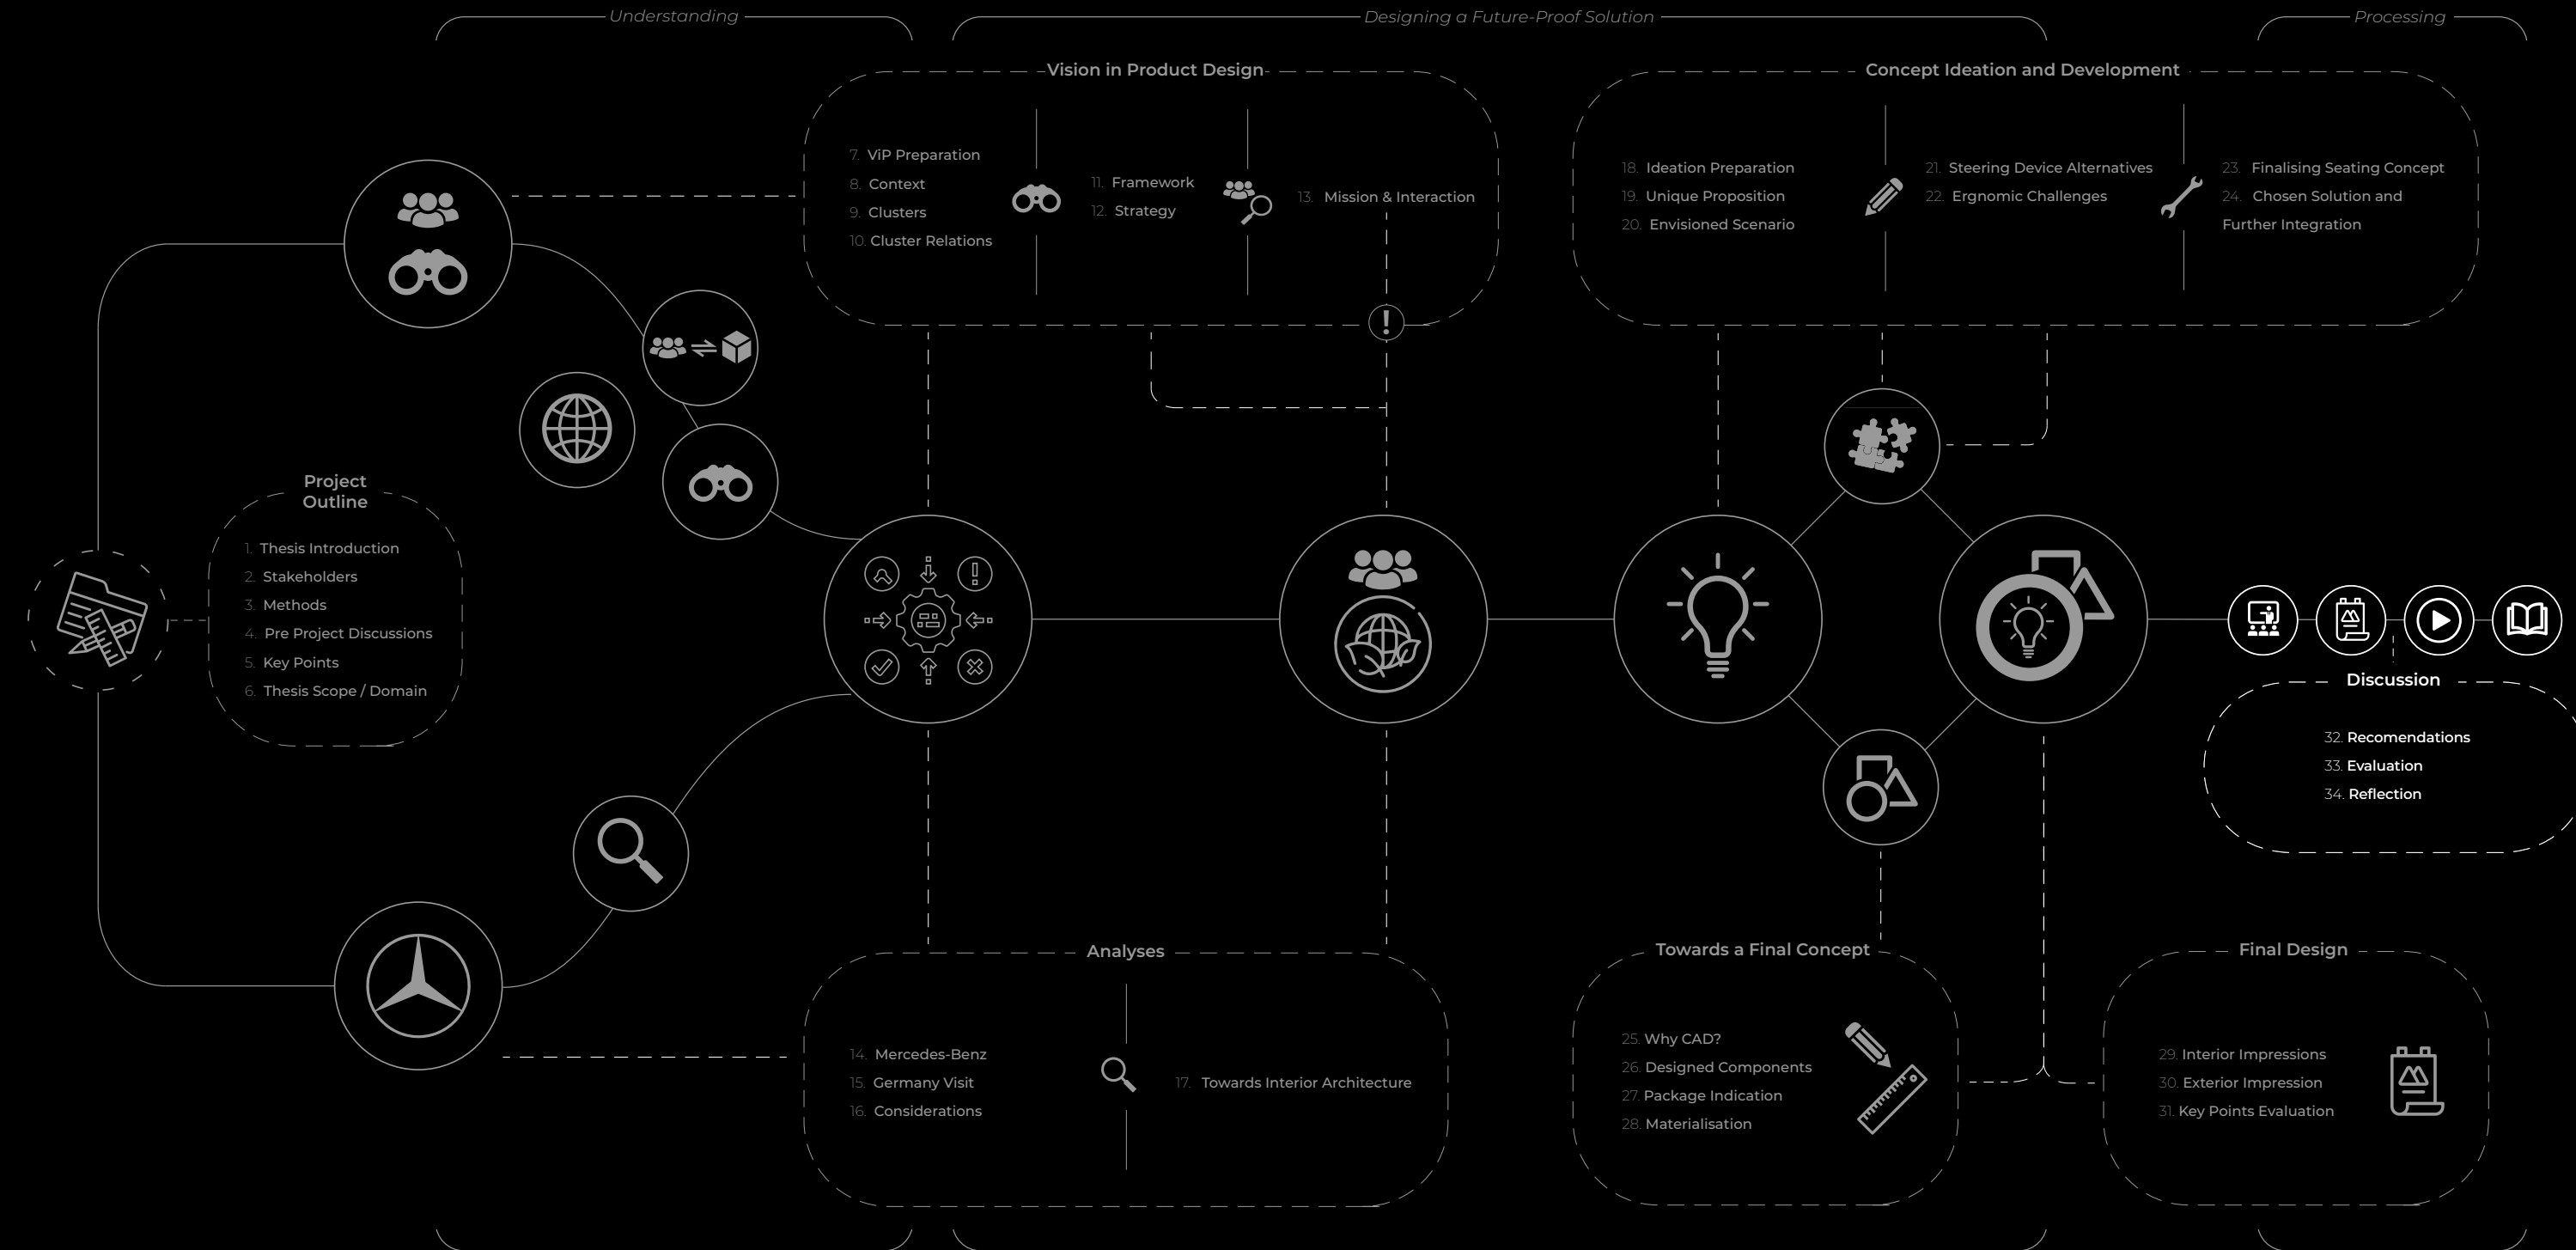 Understanding
Designing a Future-Proof Solution
Processing
Vision in Product Design
7. ViP Preparation
8. Context
9. Clusters
10. Cluster Relations
11. Framework
12. Strategy
13. Mission & Interaction
Concept Ideation and Development
18. Ideation Preparation
19. Unique Proposition
20. Envisioned Scenario
21. Steering Device Alternatives
22. Ergnomic Challenges
23. Finalising Seating Concept
24. Chosen Solution and
Further Integration
!
Project
Outline
1. Thesis Introduction
2. Stakeholders
3. Methods
4. Pre Project Discussions
5. Key Points
6. Thesis Scope / Domain
Discussion
32. Recomendations
33. Evaluation
34. Reflection
Analyses
14. Mercedes-Benz
15. Germany Visit
16. Considerations
17. Towards Interior Architecture
Towards a Final Concept
25. Why CAD?
26. Designed Components
27. Package Indication
28. Materialisation
Final Design
29. Interior Impressions
30. Exterior Impression
31. Key Points Evaluation